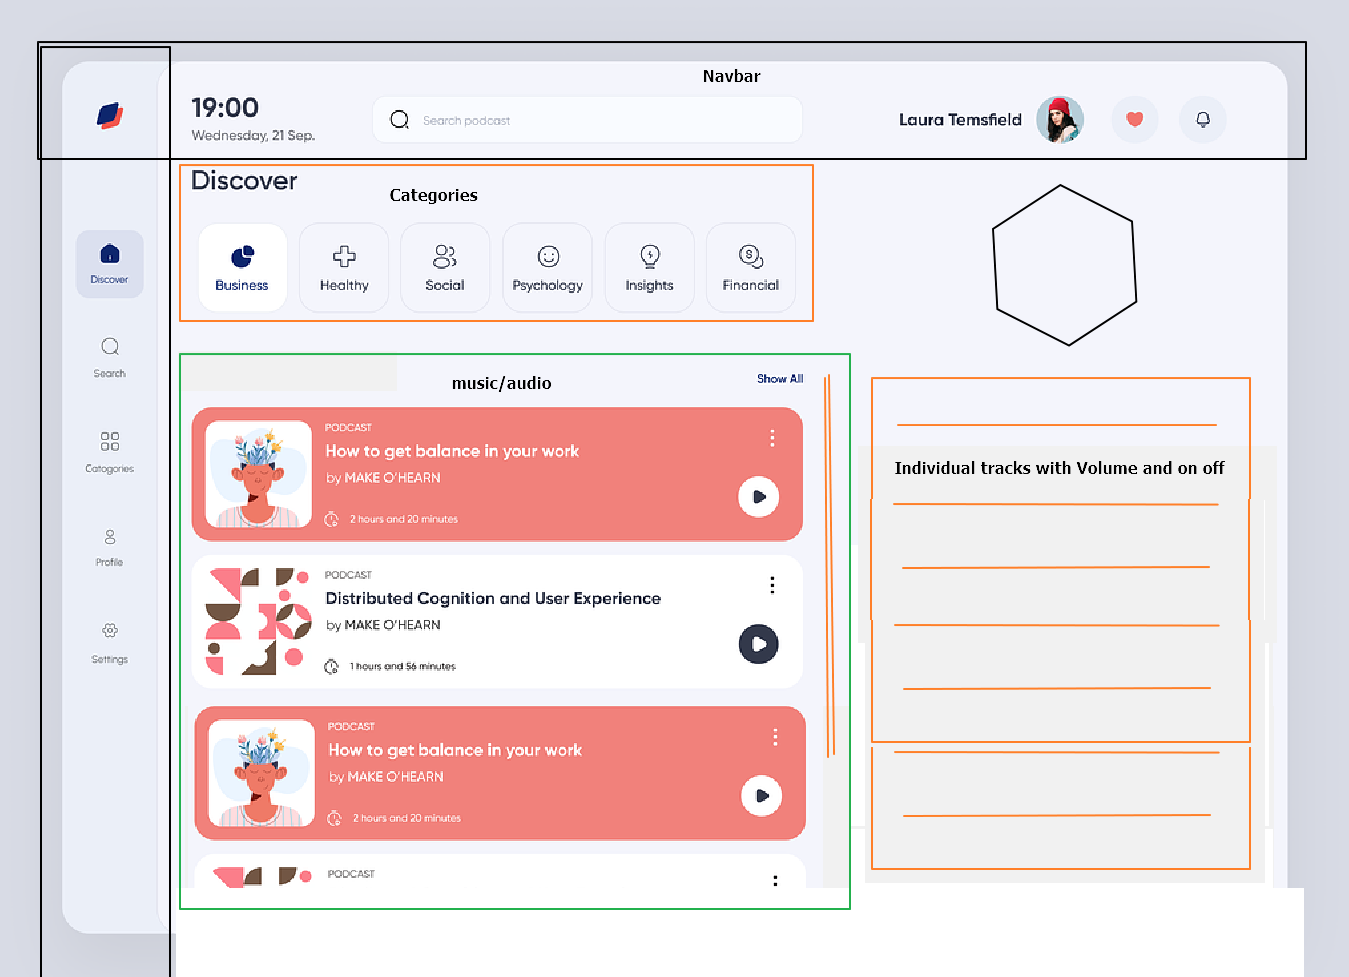 Navbar
19:00
Wednesday, 21 Sep.
Search podcast
Laura Temsfield
Discover
Categories
Business
Healthy
Social
Psychology
Insights
Financial
Discover
Search
Catogories
Profile
Settings
music/audio
Show All
PODCAST
How to get balance in your work
by MAKE O'HEARN
2 hours and 20 minutes
PODCAST
Distributed Cognition and User Experience
by MAKE O'HEARN
1 hours and 56 minutes
PODCAST
How to get balance in your work
by MAKE O'HEARN
2 hours and 20 minutes
PODCAST
Individual tracks with Volume and on off